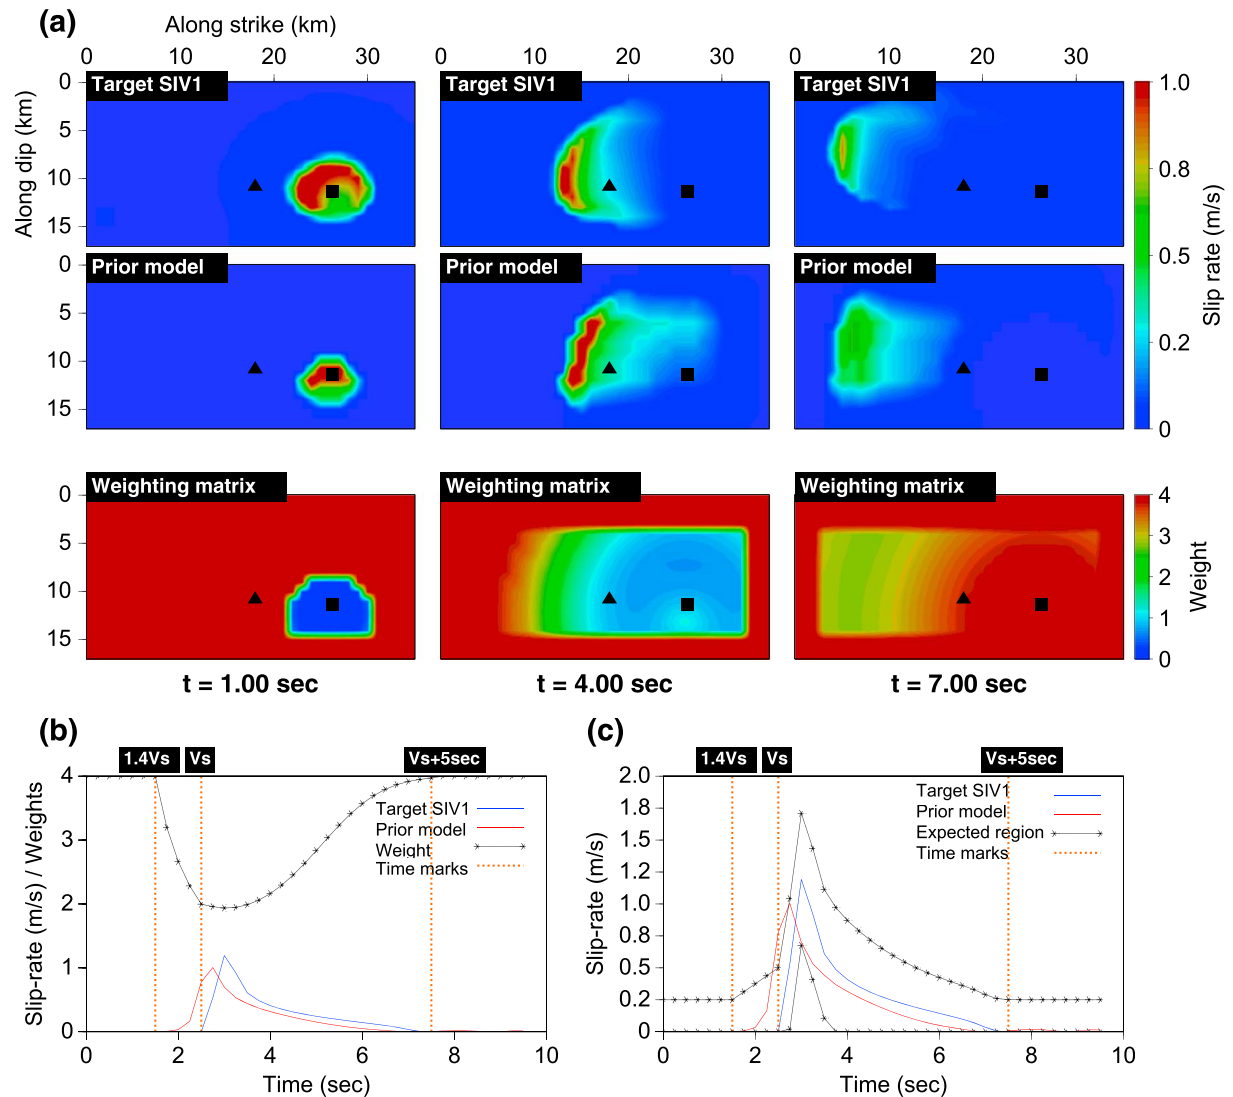 (a)
Along strike (km)
0 10 20 30 0 10 20 30 0 10 20 30
Target SIV1 Target SIV1 Target SIV1
0 5 10 15
Along dip (km)
Prior model Prior model Prior model
0 5 10 15
1.0 0.8 0.5 0.2 0
Slip rate (m/s)
Weighting matrix Weighting matrix Weighting matrix
0 5 10 15
4 3 2 1 0
Weight
t = 1.00 sec t = 4.00 sec t = 7.00 sec
(b)
1.4Vs Vs Vs+5sec
4 3 2 1 0
Slip-rate (m/s) / Weights
Target SIV1
Prior model
Weight
Time marks
0 2 4 6 8 10
Time (sec)
(c)
1.4Vs Vs Vs+5sec
2.0 1.8 1.5 1.2 1.0 0.8 0.5 0.2 0
Slip-rate (m/s)
Target SIV1
Prior model
Expected region
Time marks
0 2 4 6 8 10
Time (sec)